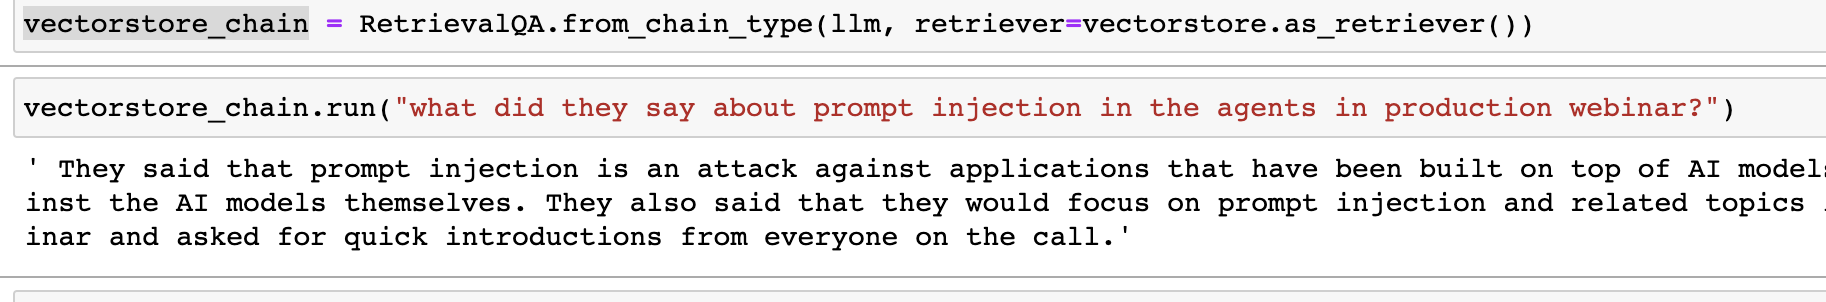 vectorstore_chain = RetrievalQA.from_chain_type(llm, retriever=vectorstore.as_retriever())
vectorstore_chain.run("what did they say about prompt injection in the agents in production webinar?")
' They said that prompt injection is an attack against applications that have been built on top of AI models
inst the AI models themselves. They also said that they would focus on prompt injection and related topics
inar and asked for quick introductions from everyone on the call.'